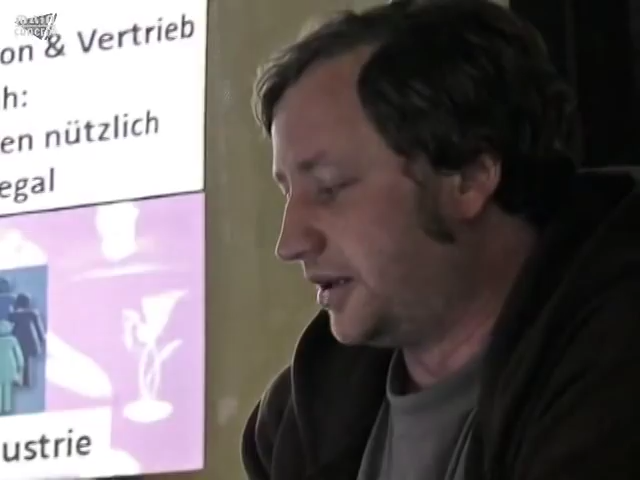 on & Vertrieb
h:
en nützlich
egal
ustrie